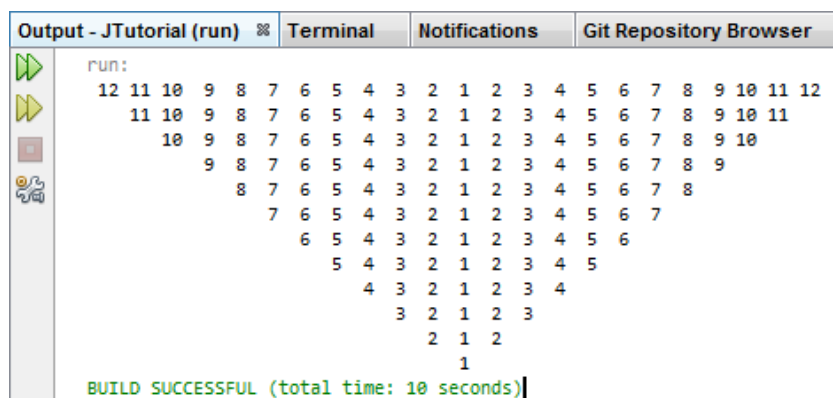 Output - JTutorial (run) Terminal Notifications Git Repository Browser
run:
12 11 10 9 8 7 6 5 4 3 2 1 2 3 4 5 6 7 8 9 10 11 12
11 10 9 8 7 6 5 4 3 2 1 2 3 4 5 6 7 8 9 10 11
10 9 8 7 6 5 4 3 2 1 2 3 4 5 6 7 8 9 10
9 8 7 6 5 4 3 2 1 2 3 4 5 6 7 8 9
8 7 6 5 4 3 2 1 2 3 4 5 6 7 8
7 6 5 4 3 2 1 2 3 4 5 6 7
6 5 4 3 2 1 2 3 4 5 6
5 4 3 2 1 2 3 4 5
4 3 2 1 2 3 4
3 2 1 2 3
2 1 2
1
BUILD SUCCESSFUL (total time: 10 seconds)